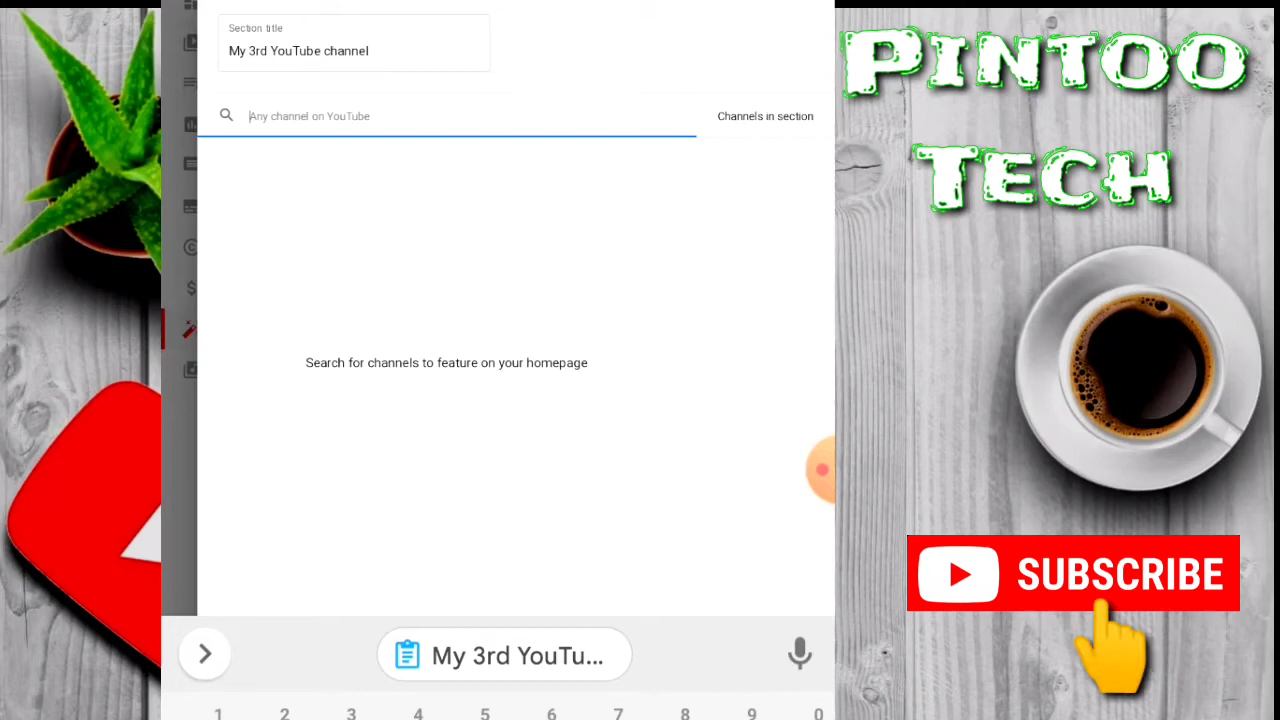 Section title
My 3rd YouTube channel
Any channel on YouTube
Channels in section
Search for channels to feature on your homepage
My 3rd YouTu...
1 2 3 4 5 6 7 8 9 0
PINTOO
TECH
SUBSCRIBE